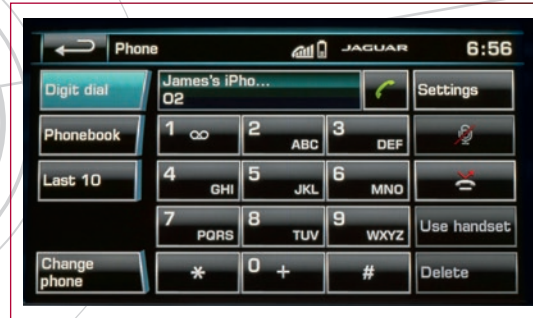 Phone JAGUAR 6:56
Digit dial James's iPho... Settings
O2
Phonebook 1 2 ABC 3 DEF
Last 10 4 GHI 5 JKL 6 MNO
7 PQRS 8 TUV 9 WXYZ Use handset
Change phone * 0 + # Delete